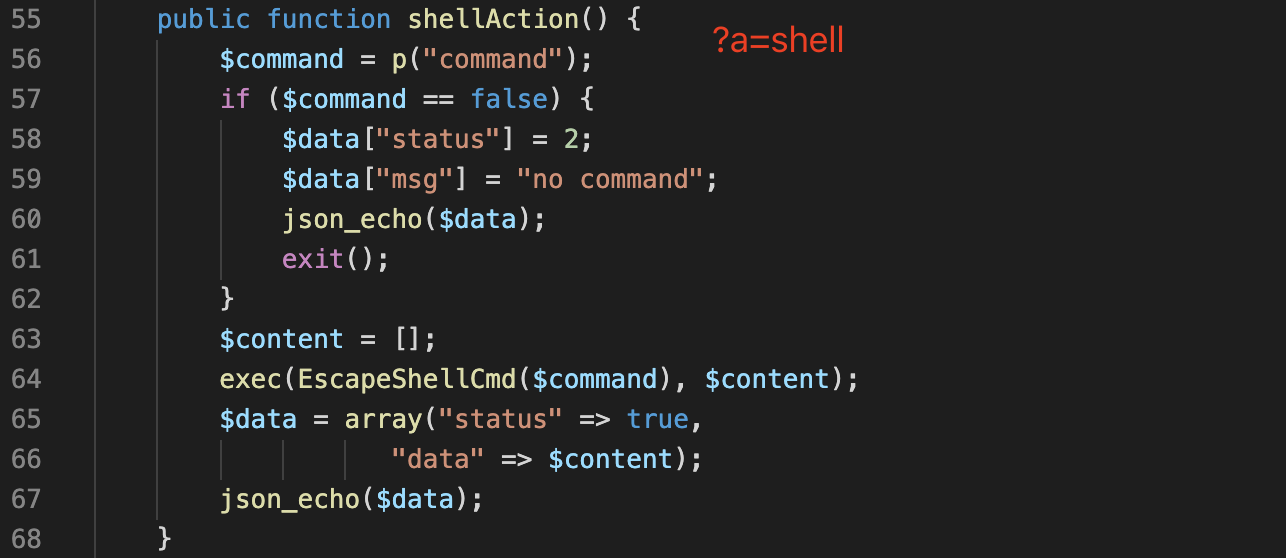 55 public function shellAction() {
?a=shell
56 $command = p("command");
57 if ($command == false) {
58 $data["status"] = 2;
59 $data["msg"] = "no command";
60 json_echo($data);
61 exit();
62 }
63 $content = [];
64 exec(EscapeShellCmd($command), $content);
65 $data = array("status" => true,
66 "data" => $content);
67 json_echo($data);
68 }